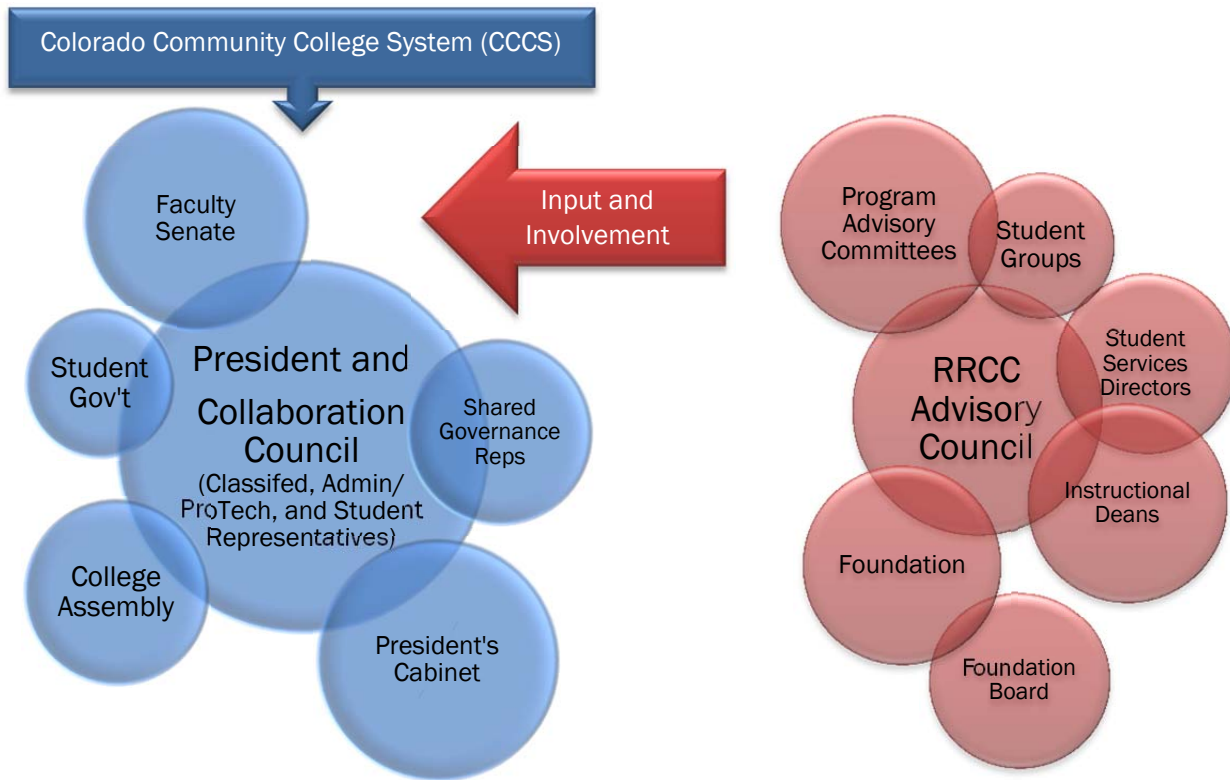 Colorado Community College System (CCCS)
Faculty
Senate
Student
Gov't
President and
Collaboration
Council
(Classifed, Admin/
ProTech, and Student
Representatives)
Shared
Governance
Reps
College
Assembly
President's
Cabinet
Input and
Involvement
Program
Advisory
Committees
Student
Groups
Student
Services
Directors
RRCC
Advisory
Council
Instructional
Deans
Foundation
Foundation
Board